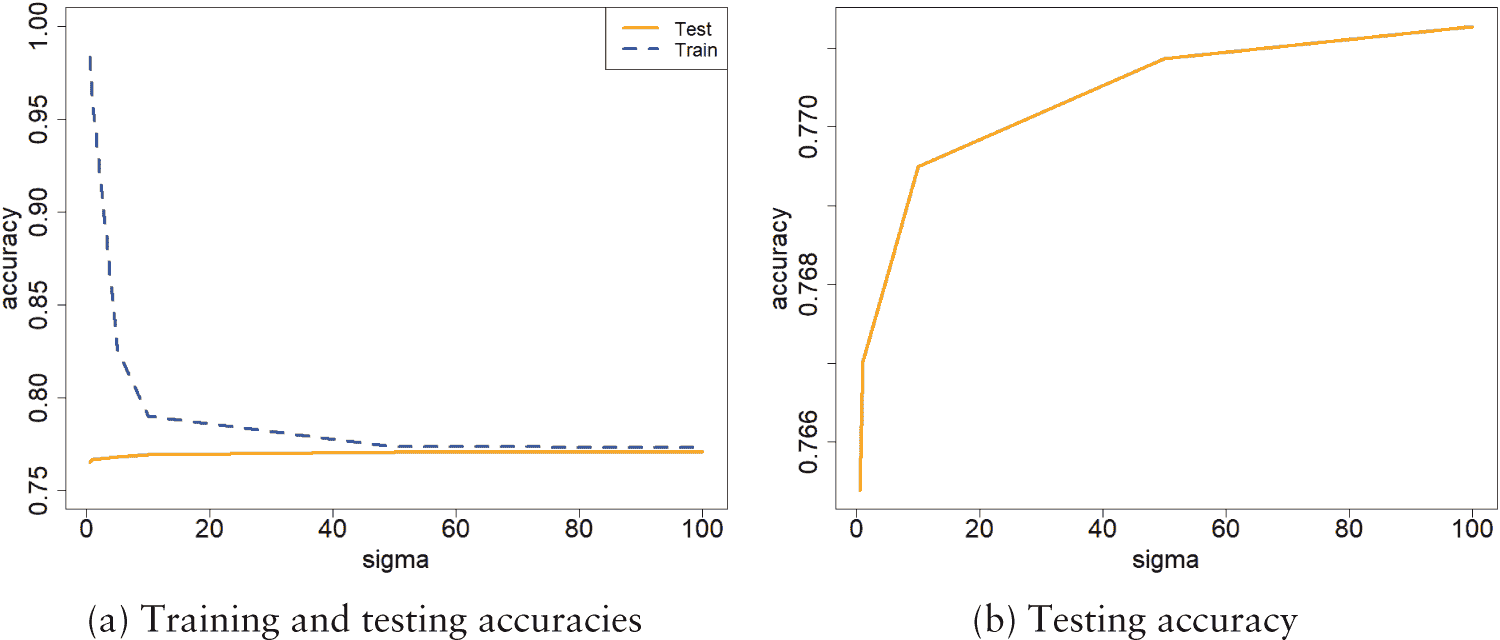 1.00
0.95
0.90
0.85
0.80
0.75
accuracy
Test
Train
0 20 40 60 80 100
sigma
(a) Training and testing accuracies
0.770
0.768
0.766
accuracy
0 20 40 60 80 100
sigma
(b) Testing accuracy